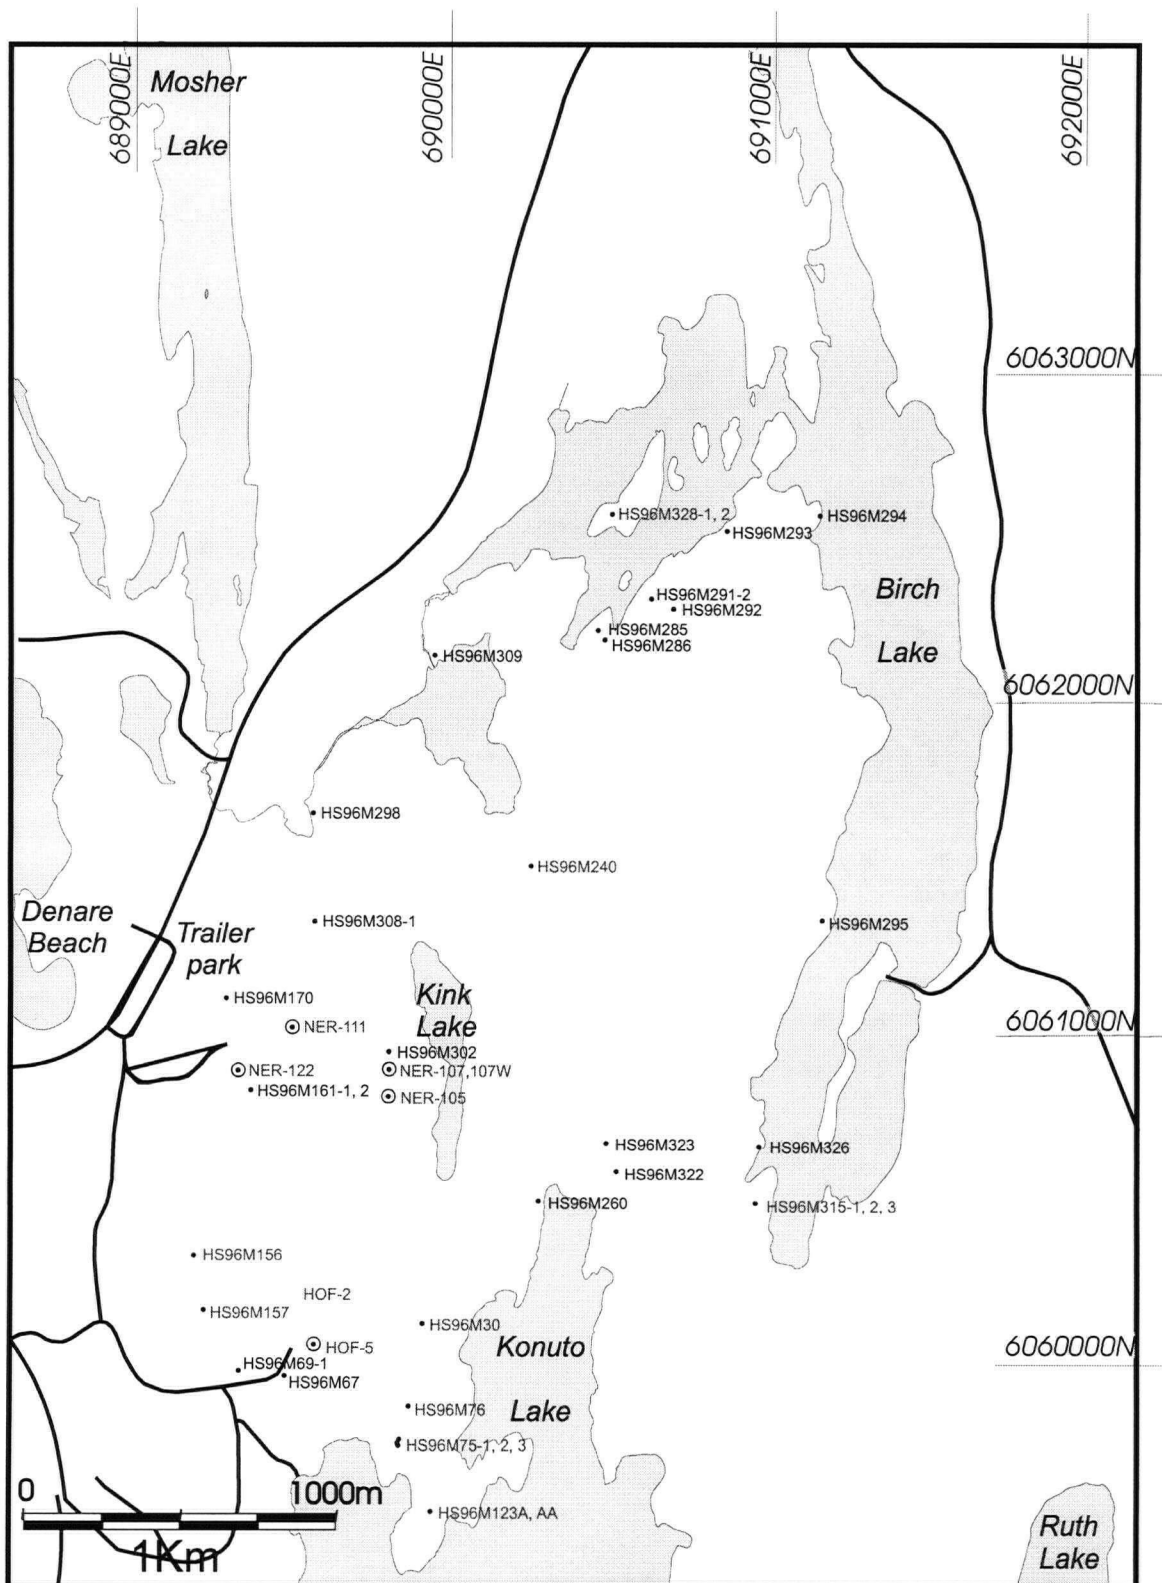 689000E
690000E
691000E
692000E
Mosher
Lake
6063000N
HS96M328-1, 2
HS96M294
HS96M293
Birch
Lake
HS96M291-2
HS96M292
HS96M285
HS96M286
HS96M309
6062000N
HS96M298
HS96M240
Denare
Beach
Trailer
park
HS96M308-1
HS96M295
HS96M170
Kink
Lake
NER-111
6061000N
HS96M302
NER-122
NER-107,107W
HS96M161-1, 2
NER-105
HS96M323
HS96M326
HS96M322
HS96M260
HS96M315-1, 2, 3
HS96M156
HOF-2
HS96M157
HS96M30
HOF-5
Konuto
Lake
6060000N
HS96M69-1
HS96M67
HS96M76
HS96M75-1, 2, 3
0
1000m
HS96M123A, AA
1Km
Ruth
Lake